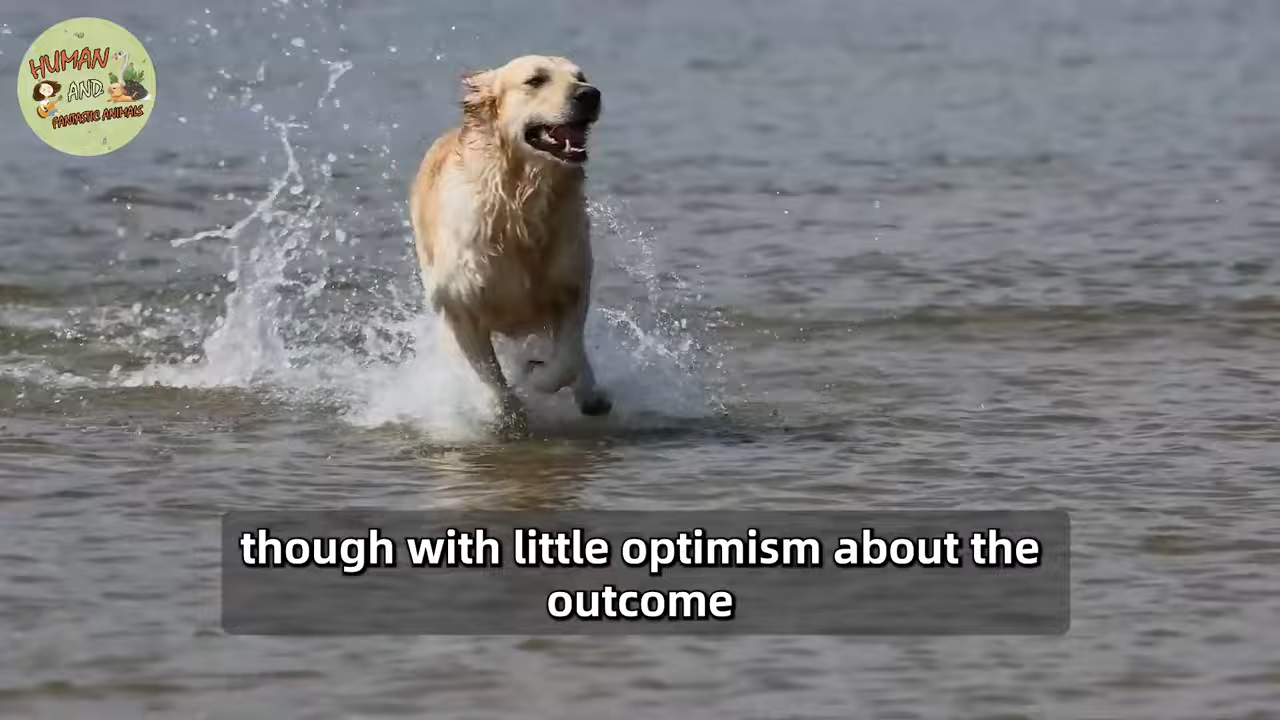 HUMAN
AND
FANTASTIC ANIMALS
though with little optimism about the
outcome